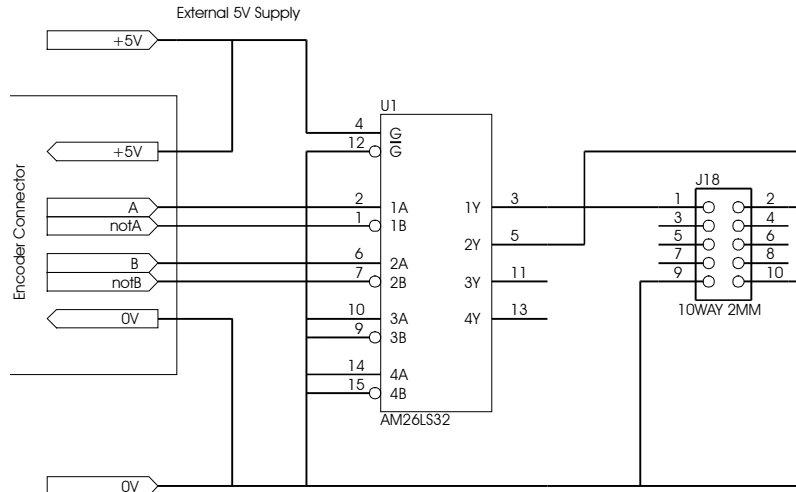 External 5V Supply
+5V
U1
4 G
12 G
+5V
Encoder Connector
A 2 1A 1Y 3
notA 1 1B
B 6 2A 2Y 5
notB 7 2B 3Y 11
0V 10 3A 4Y 13
9 3B
14 4A
15 4B
AM26LS32
J18
1 2
3 4
5 6
7 8
9 10
10WAY 2MM
0V